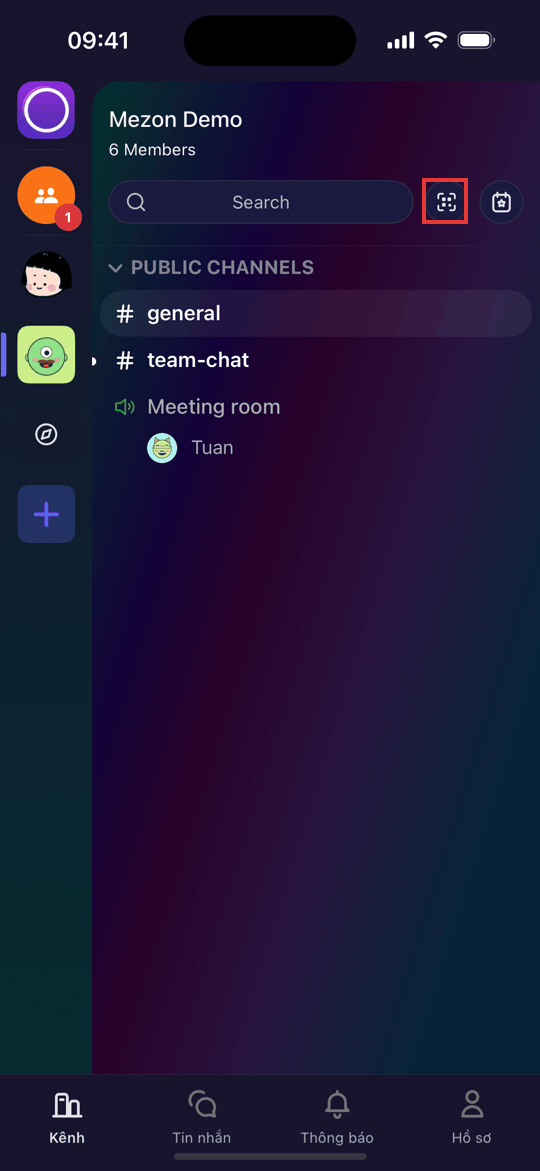 09:41
Mezon Demo
6 Members
Search
1
PUBLIC CHANNELS
# general
# team-chat
Meeting room
Tuan
Kênh
Tin nhắn
Thông báo
Hồ sơ